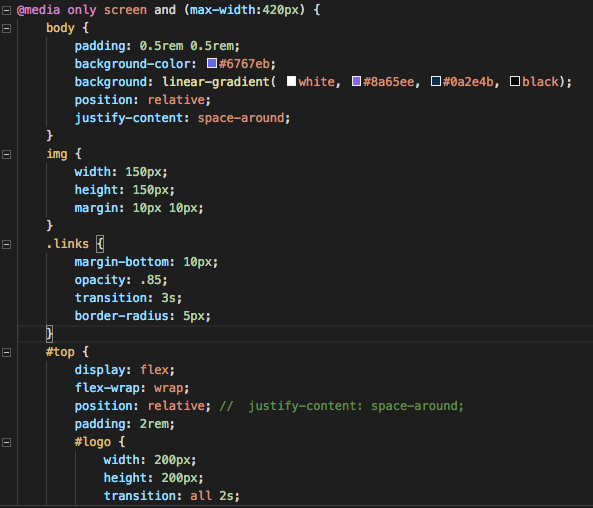 @media only screen and (max-width:420px) {
body {
padding: 0.5rem 0.5rem;
background-color: #6767eb;
background: linear-gradient( white, #8a65ee, #0a2e4b, black);
position: relative;
justify-content: space-around;
}
img {
width: 150px;
height: 150px;
margin: 10px 10px;
}
.links {
margin-bottom: 10px;
opacity: .85;
transition: 3s;
border-radius: 5px;
}
#top {
display: flex;
flex-wrap: wrap;
position: relative; //  justify-content: space-around;
padding: 2rem;
#logo {
width: 200px;
height: 200px;
transition: all 2s;